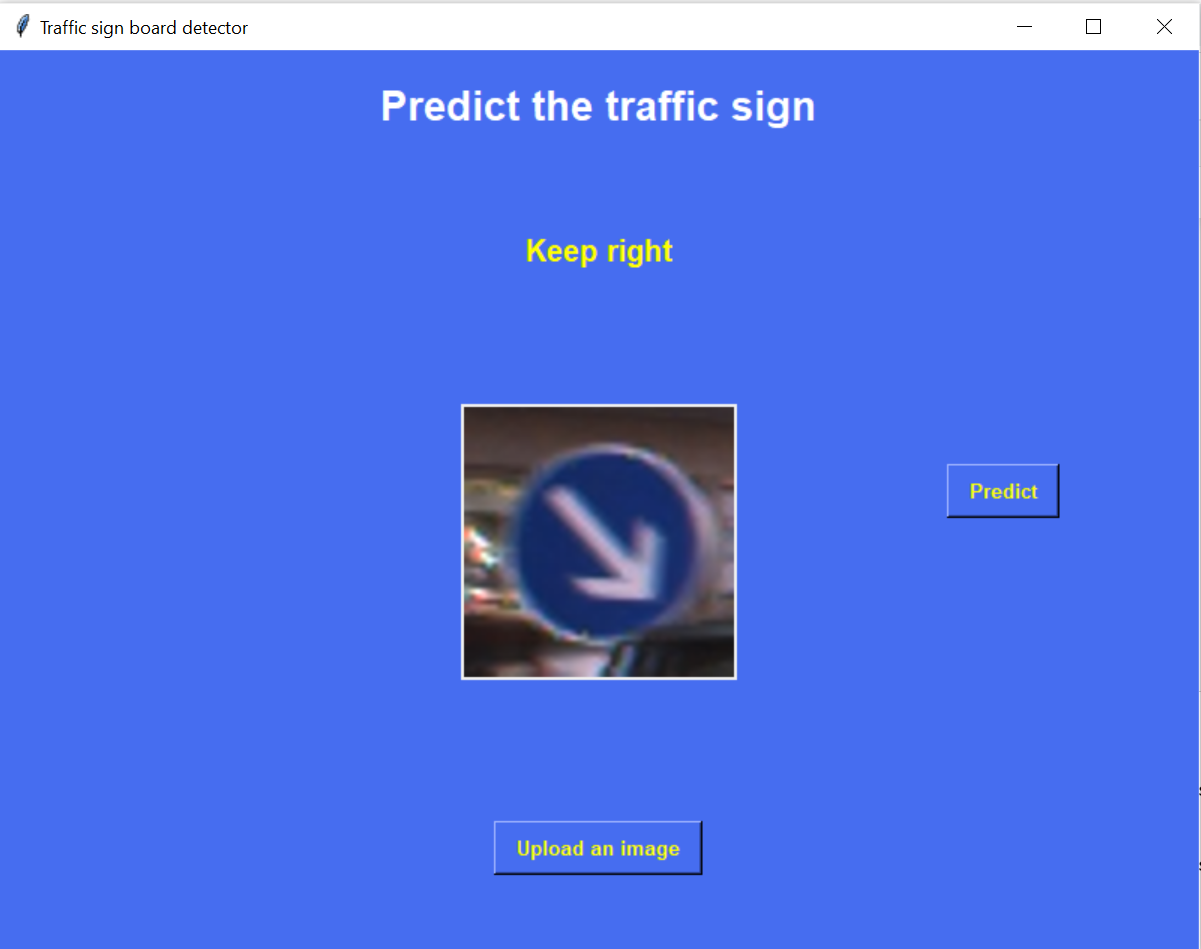 Traffic sign board detector
Predict the traffic sign
Keep right
Predict
Upload an image